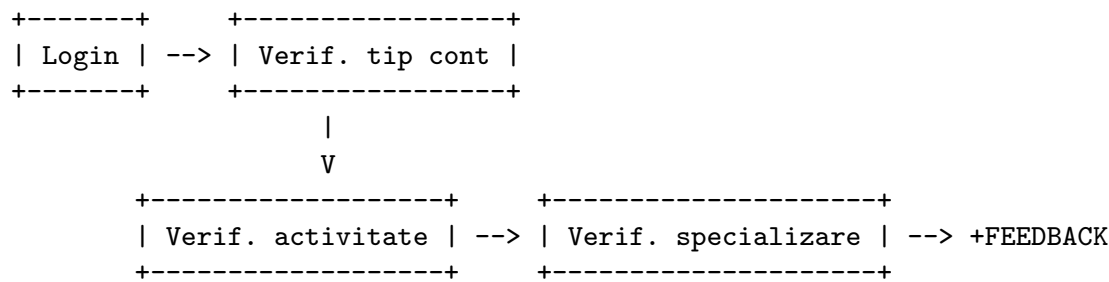 +-------+     +-----------------+
| Login | --> | Verif. tip cont |
+-------+     +-----------------+
                    |
                    V
        +-------------------+     +---------------------+
        | Verif. activitate | --> | Verif. specializare | --> +FEEDBACK
        +-------------------+     +---------------------+